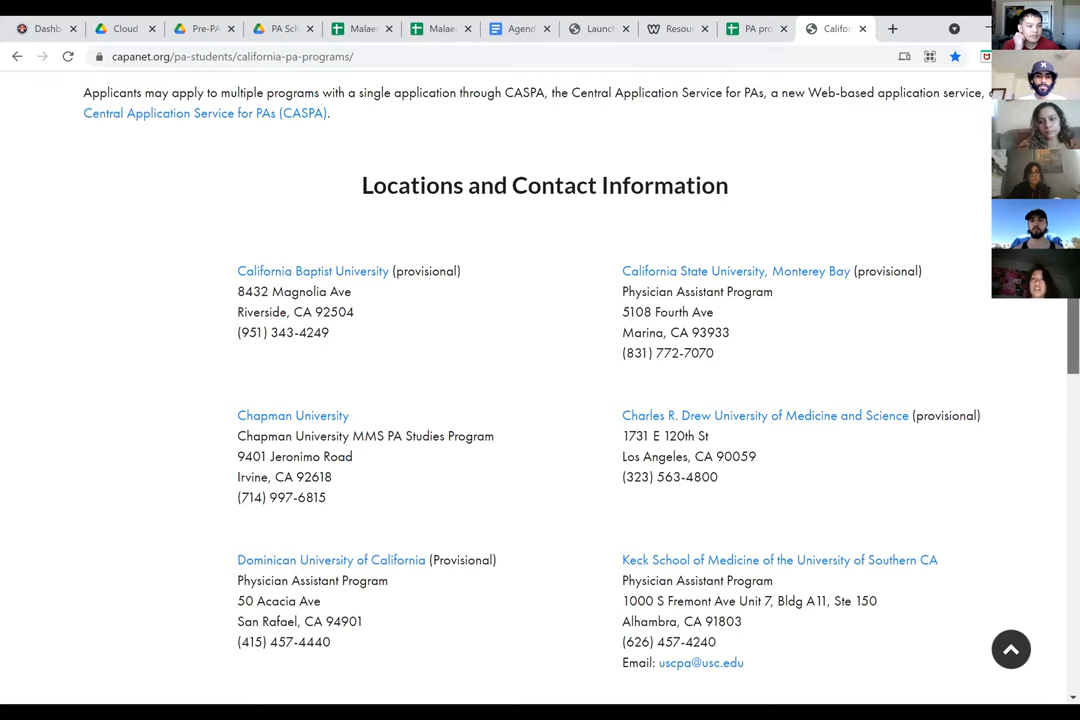 Dashb
Cloud
Pre-PA
PA Sch
Malaer
Malaer
Agend
Launch
Resou
PA pro
Califor
capanet.org/pa-students/california-pa-programs/
Applicants may apply to multiple programs with a single application through CASPA, the Central Application Service for PAs, a new Web-based application service,
Central Application Service for PAs (CASPA).
Locations and Contact Information
California Baptist University (provisional)
8432 Magnolia Ave
Riverside, CA 92504
(951) 343-4249
California State University, Monterey Bay (provisional)
Physician Assistant Program
5108 Fourth Ave
Marina, CA 93933
(831) 772-7070
Chapman University
Chapman University MMS PA Studies Program
9401 Jeronimo Road
Irvine, CA 92618
(714) 997-6815
Charles R. Drew University of Medicine and Science (provisional)
1731 E 120th St
Los Angeles, CA 90059
(323) 563-4800
Dominican University of California (Provisional)
Physician Assistant Program
50 Acacia Ave
San Rafael, CA 94901
(415) 457-4440
Keck School of Medicine of the University of Southern CA
Physician Assistant Program
1000 S Fremont Ave Unit 7, Bldg A11, Ste 150
Alhambra, CA 91803
(626) 457-4240
Email: uscpa@usc.edu